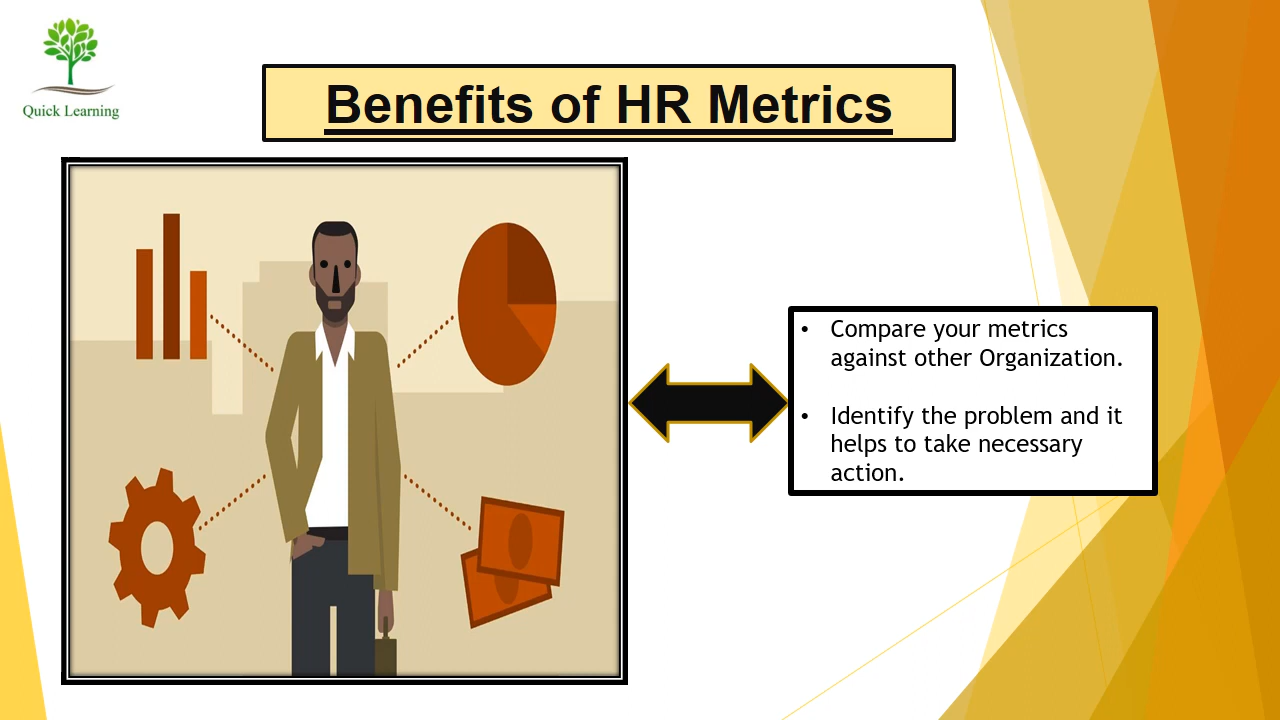 Quick Learning
Benefits of HR Metrics
• Compare your metrics
against other Organization.
• Identify the problem and it
helps to take necessary
action.